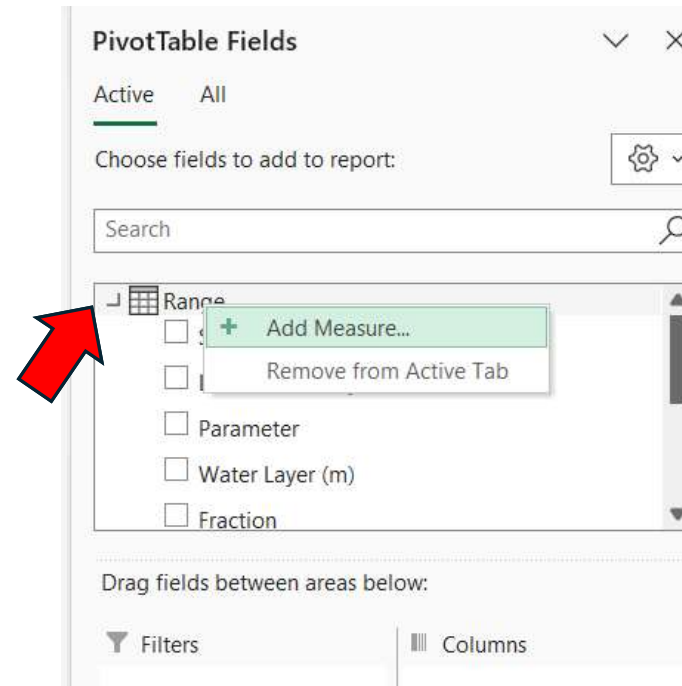 PivotTable Fields
Active All
Choose fields to add to report:
Search
Range
Add Measure...
Remove from Active Tab
Parameter
Water Layer (m)
Fraction
Drag fields between areas below:
Filters Columns